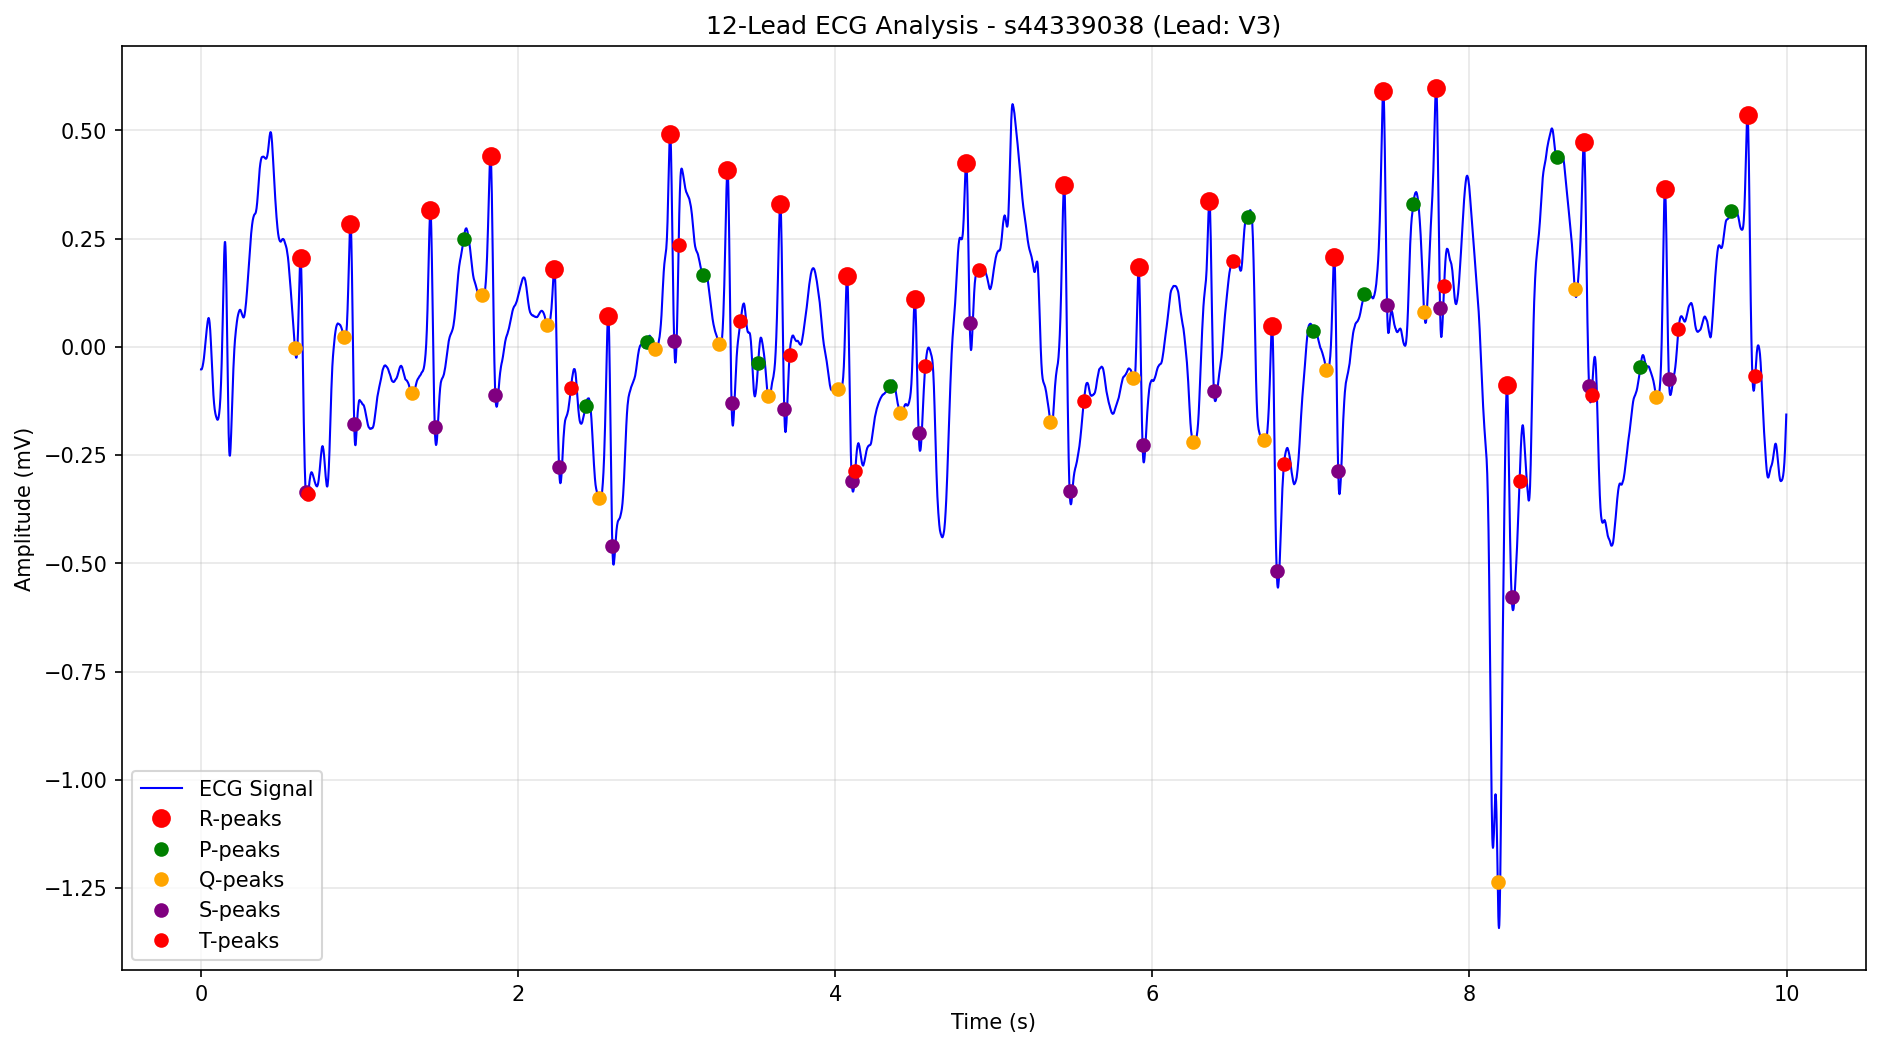 12-Lead ECG Analysis - s44339038 (Lead: V3)
Amplitude (mV)
0.50
0.25
0.00
−0.25
−0.50
−0.75
−1.00
−1.25
ECG Signal
R-peaks
P-peaks
Q-peaks
S-peaks
T-peaks
0 2 4 6 8 10
Time (s)